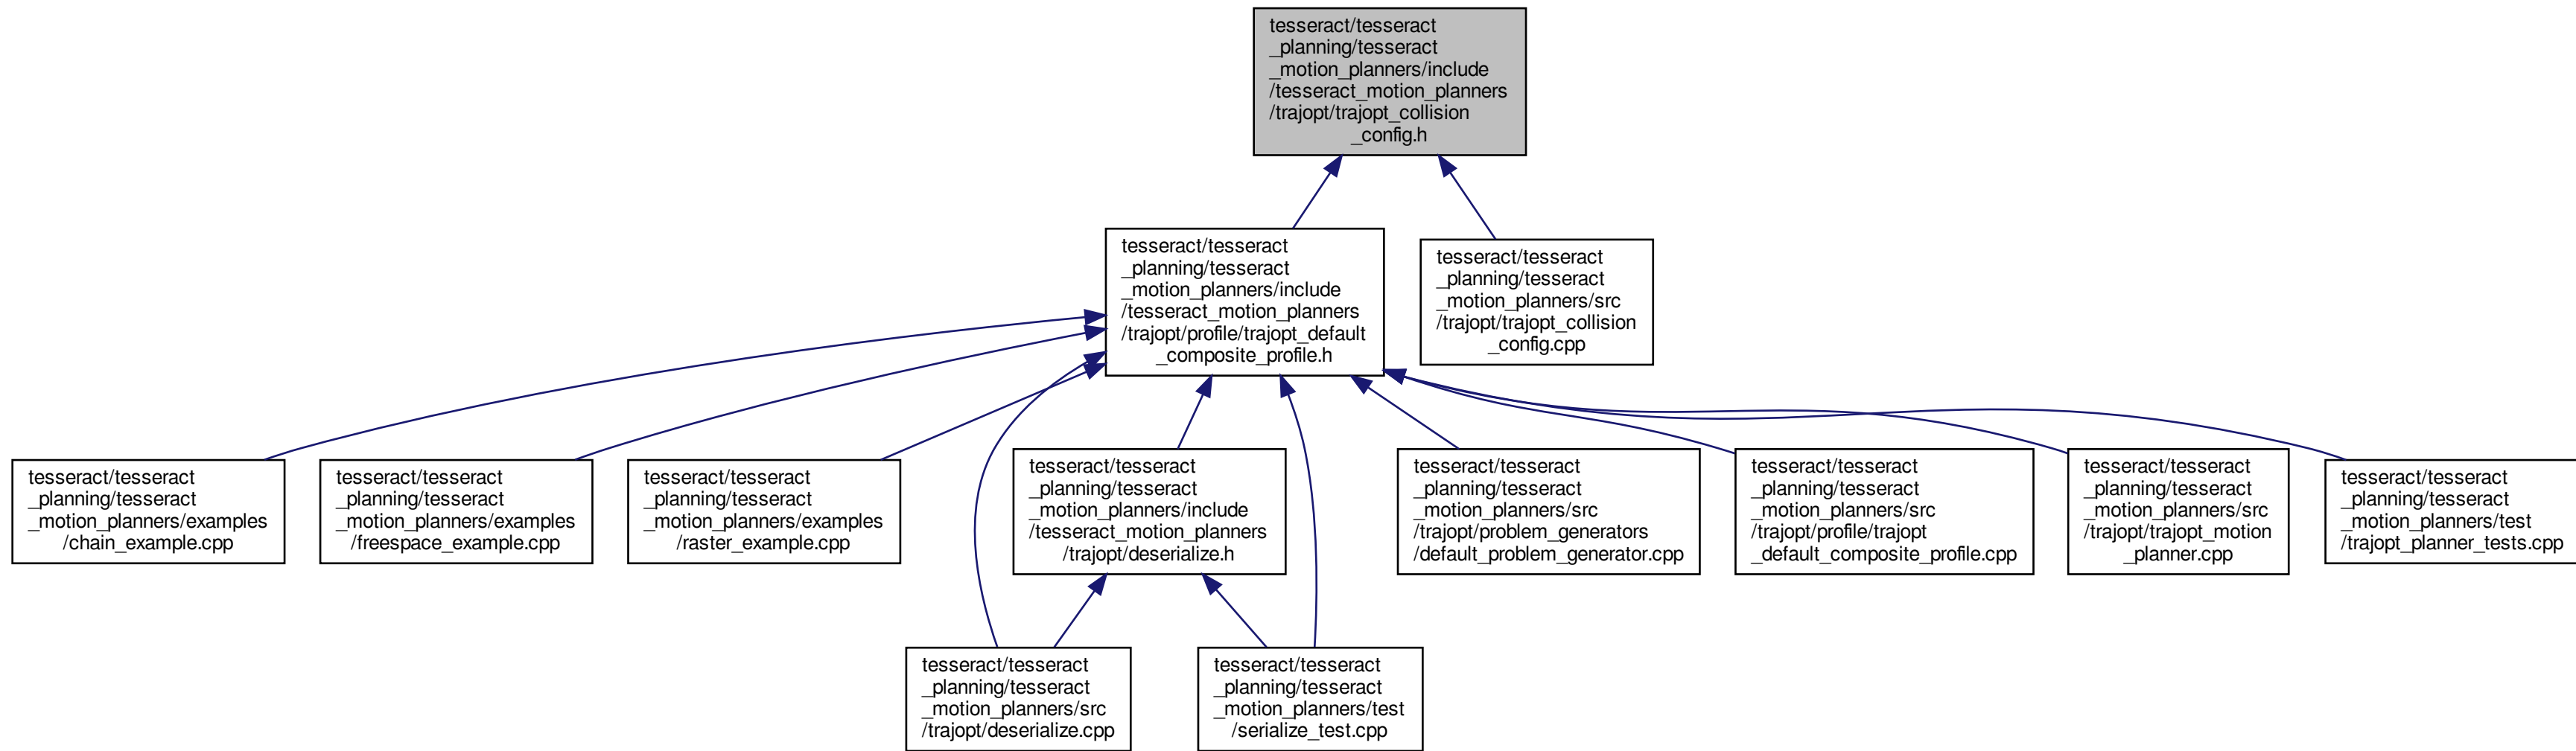 tesseract/tesseract
_planning/tesseract
_motion_planners/include
/tesseract_motion_planners
/trajopt/trajopt_collision
_config.h
tesseract/tesseract
_planning/tesseract
_motion_planners/include
/tesseract_motion_planners
/trajopt/profile/trajopt_default
_composite_profile.h
tesseract/tesseract
_planning/tesseract
_motion_planners/src
/trajopt/trajopt_collision
_config.cpp
tesseract/tesseract
_planning/tesseract
_motion_planners/examples
/chain_example.cpp
tesseract/tesseract
_planning/tesseract
_motion_planners/examples
/freespace_example.cpp
tesseract/tesseract
_planning/tesseract
_motion_planners/examples
/raster_example.cpp
tesseract/tesseract
_planning/tesseract
_motion_planners/include
/tesseract_motion_planners
/trajopt/deserialize.h
tesseract/tesseract
_planning/tesseract
_motion_planners/src
/trajopt/problem_generators
/default_problem_generator.cpp
tesseract/tesseract
_planning/tesseract
_motion_planners/src
/trajopt/profile/trajopt
_default_composite_profile.cpp
tesseract/tesseract
_planning/tesseract
_motion_planners/src
/trajopt/trajopt_motion
_planner.cpp
tesseract/tesseract
_planning/tesseract
_motion_planners/test
/trajopt_planner_tests.cpp
tesseract/tesseract
_planning/tesseract
_motion_planners/src
/trajopt/deserialize.cpp
tesseract/tesseract
_planning/tesseract
_motion_planners/test
/serialize_test.cpp